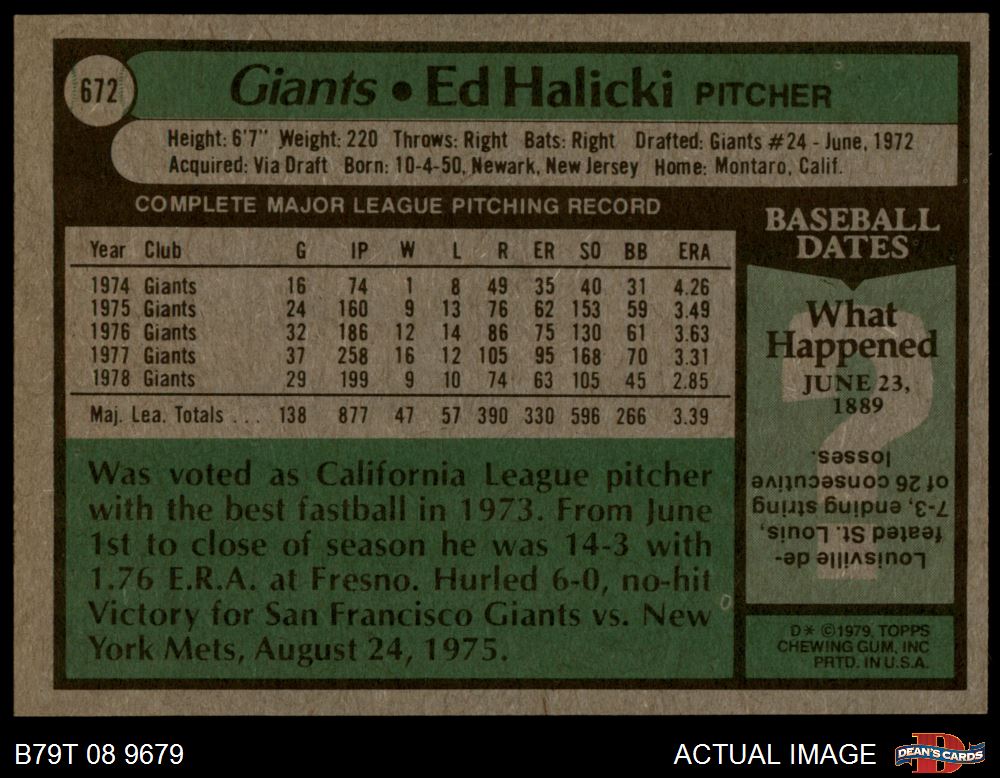 672
Giants • Ed Halicki PITCHER
Height: 6'7" Weight: 220 Throws: Right Bats: Right Drafted: Giants #24 - June, 1972
Acquired: Via Draft Born: 10-4-50, Newark, New Jersey Home: Montaro, Calif.
COMPLETE MAJOR LEAGUE PITCHING RECORD
Year Club G IP W L R ER SO BB ERA
1974 Giants 16 74 1 8 49 35 40 31 4.26
1975 Giants 24 160 9 13 76 62 153 59 3.49
1976 Giants 32 186 12 14 86 75 130 61 3.63
1977 Giants 37 258 16 12 105 95 168 70 3.31
1978 Giants 29 199 9 10 74 63 105 45 2.85
Maj. Lea. Totals . . . 138 877 47 57 390 330 596 266 3.39
Was voted as California League pitcher
with the best fastball in 1973. From June
1st to close of season he was 14-3 with
1.76 E.R.A. at Fresno. Hurled 6-0, no-hit
Victory for San Francisco Giants vs. New
York Mets, August 24, 1975.
BASEBALL
DATES
What
Happened
JUNE 23,
1889
Louisville de-
feated St. Louis,
7-3, ending string
of 26 consecutive
losses.
D* ©1979, TOPPS
CHEWING GUM, INC
PRTD. IN U.S.A.
B79T 08 9679
ACTUAL IMAGE
DEAN'S CARDS